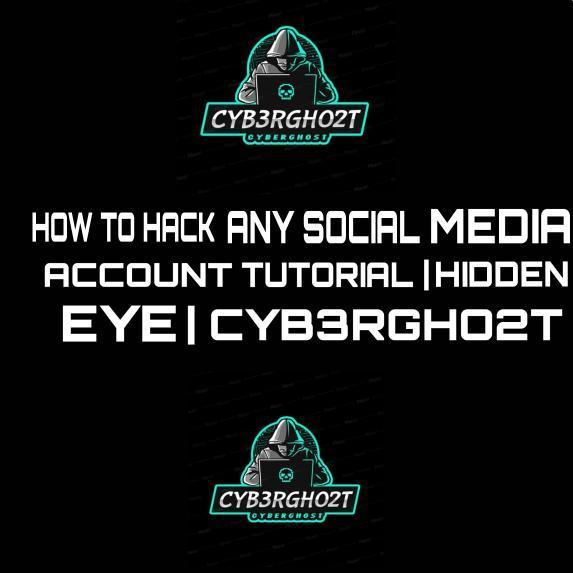 CYB3RGHO2T
CYBERGHOST
HOW TO HACK ANY SOCIAL MEDIA
ACCOUNT TUTORIAL | HIDDEN
EYE | CYB3RGHO2T
CYB3RGHO2T
CYBERGHOST